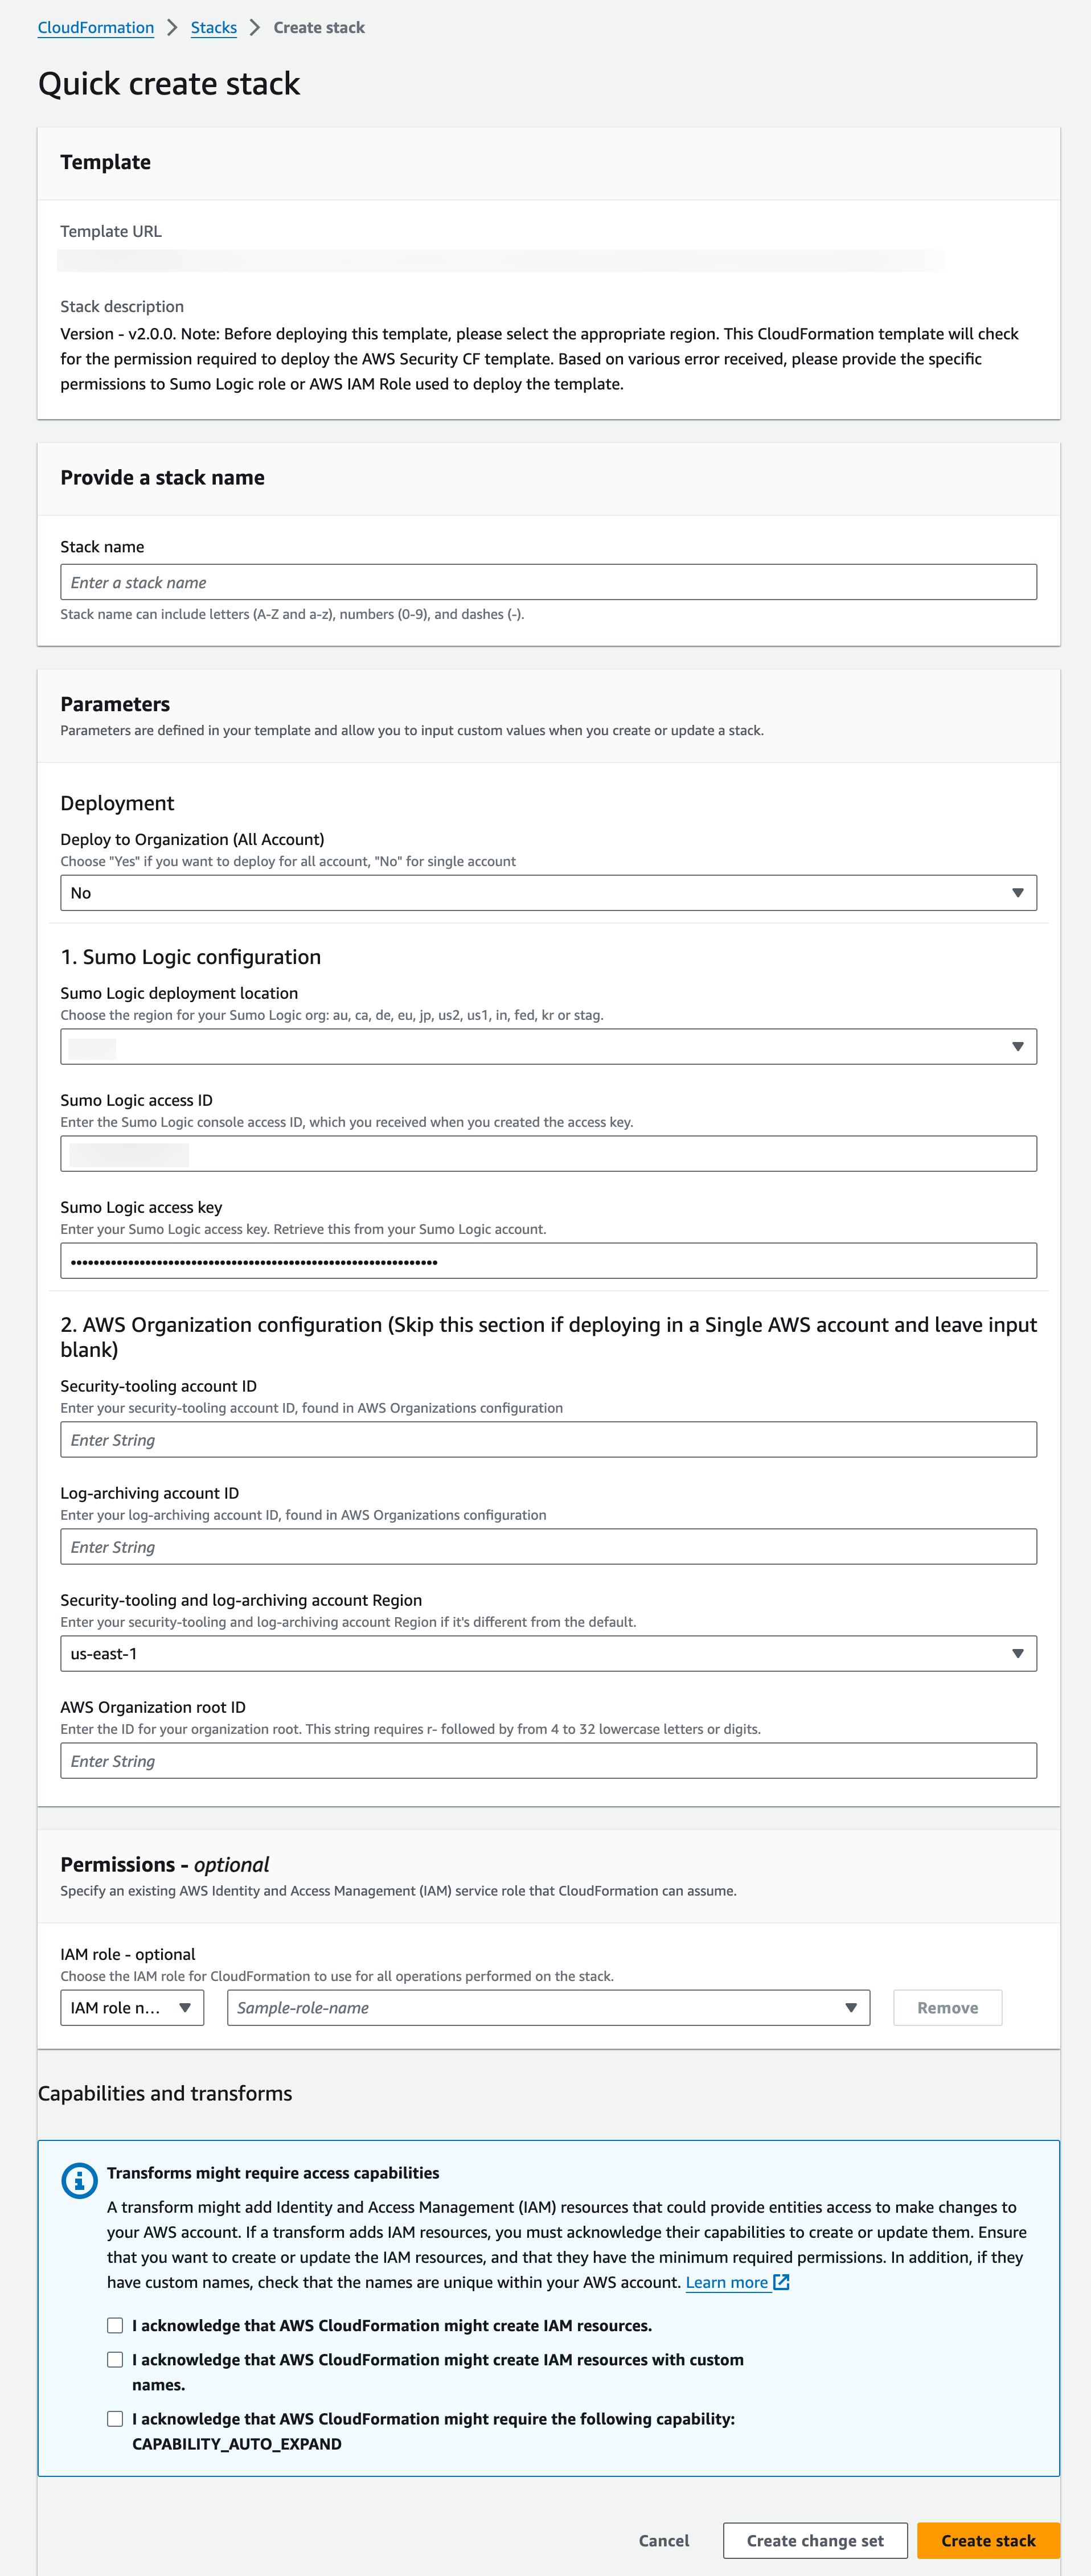 CloudFormation > Stacks > Create stack
Quick create stack
Template
Template URL
Stack description
Version - v2.0.0. Note: Before deploying this template, please select the appropriate region. This CloudFormation template will check
for the permission required to deploy the AWS Security CF template. Based on various error received, please provide the specific
permissions to Sumo Logic role or AWS IAM Role used to deploy the template.
Provide a stack name
Stack name
Enter a stack name
Stack name can include letters (A-Z and a-z), numbers (0-9), and dashes (-).
Parameters
Parameters are defined in your template and allow you to input custom values when you create or update a stack.
Deployment
Deploy to Organization (All Account)
Choose "Yes" if you want to deploy for all account, "No" for single account
No
1. Sumo Logic configuration
Sumo Logic deployment location
Choose the region for your Sumo Logic org: au, ca, de, eu, jp, us2, us1, in, fed, kr or stag.
Sumo Logic access ID
Enter the Sumo Logic console access ID, which you received when you created the access key.
Sumo Logic access key
Enter your Sumo Logic access key. Retrieve this from your Sumo Logic account.
2. AWS Organization configuration (Skip this section if deploying in a Single AWS account and leave input
blank)
Security-tooling account ID
Enter your security-tooling account ID, found in AWS Organizations configuration
Enter String
Log-archiving account ID
Enter your log-archiving account ID, found in AWS Organizations configuration
Enter String
Security-tooling and log-archiving account Region
Enter your security-tooling and log-archiving account Region if it's different from the default.
us-east-1
AWS Organization root ID
Enter the ID for your organization root. This string requires r- followed by from 4 to 32 lowercase letters or digits.
Enter String
Permissions - optional
Specify an existing AWS Identity and Access Management (IAM) service role that CloudFormation can assume.
IAM role - optional
Choose the IAM role for CloudFormation to use for all operations performed on the stack.
IAM role n... Sample-role-name Remove
Capabilities and transforms
Transforms might require access capabilities
A transform might add Identity and Access Management (IAM) resources that could provide entities access to make changes to
your AWS account. If a transform adds IAM resources, you must acknowledge their capabilities to create or update them. Ensure
that you want to create or update the IAM resources, and that they have the minimum required permissions. In addition, if they
have custom names, check that the names are unique within your AWS account. Learn more
I acknowledge that AWS CloudFormation might create IAM resources.
I acknowledge that AWS CloudFormation might create IAM resources with custom
names.
I acknowledge that AWS CloudFormation might require the following capability:
CAPABILITY_AUTO_EXPAND
Cancel Create change set Create stack